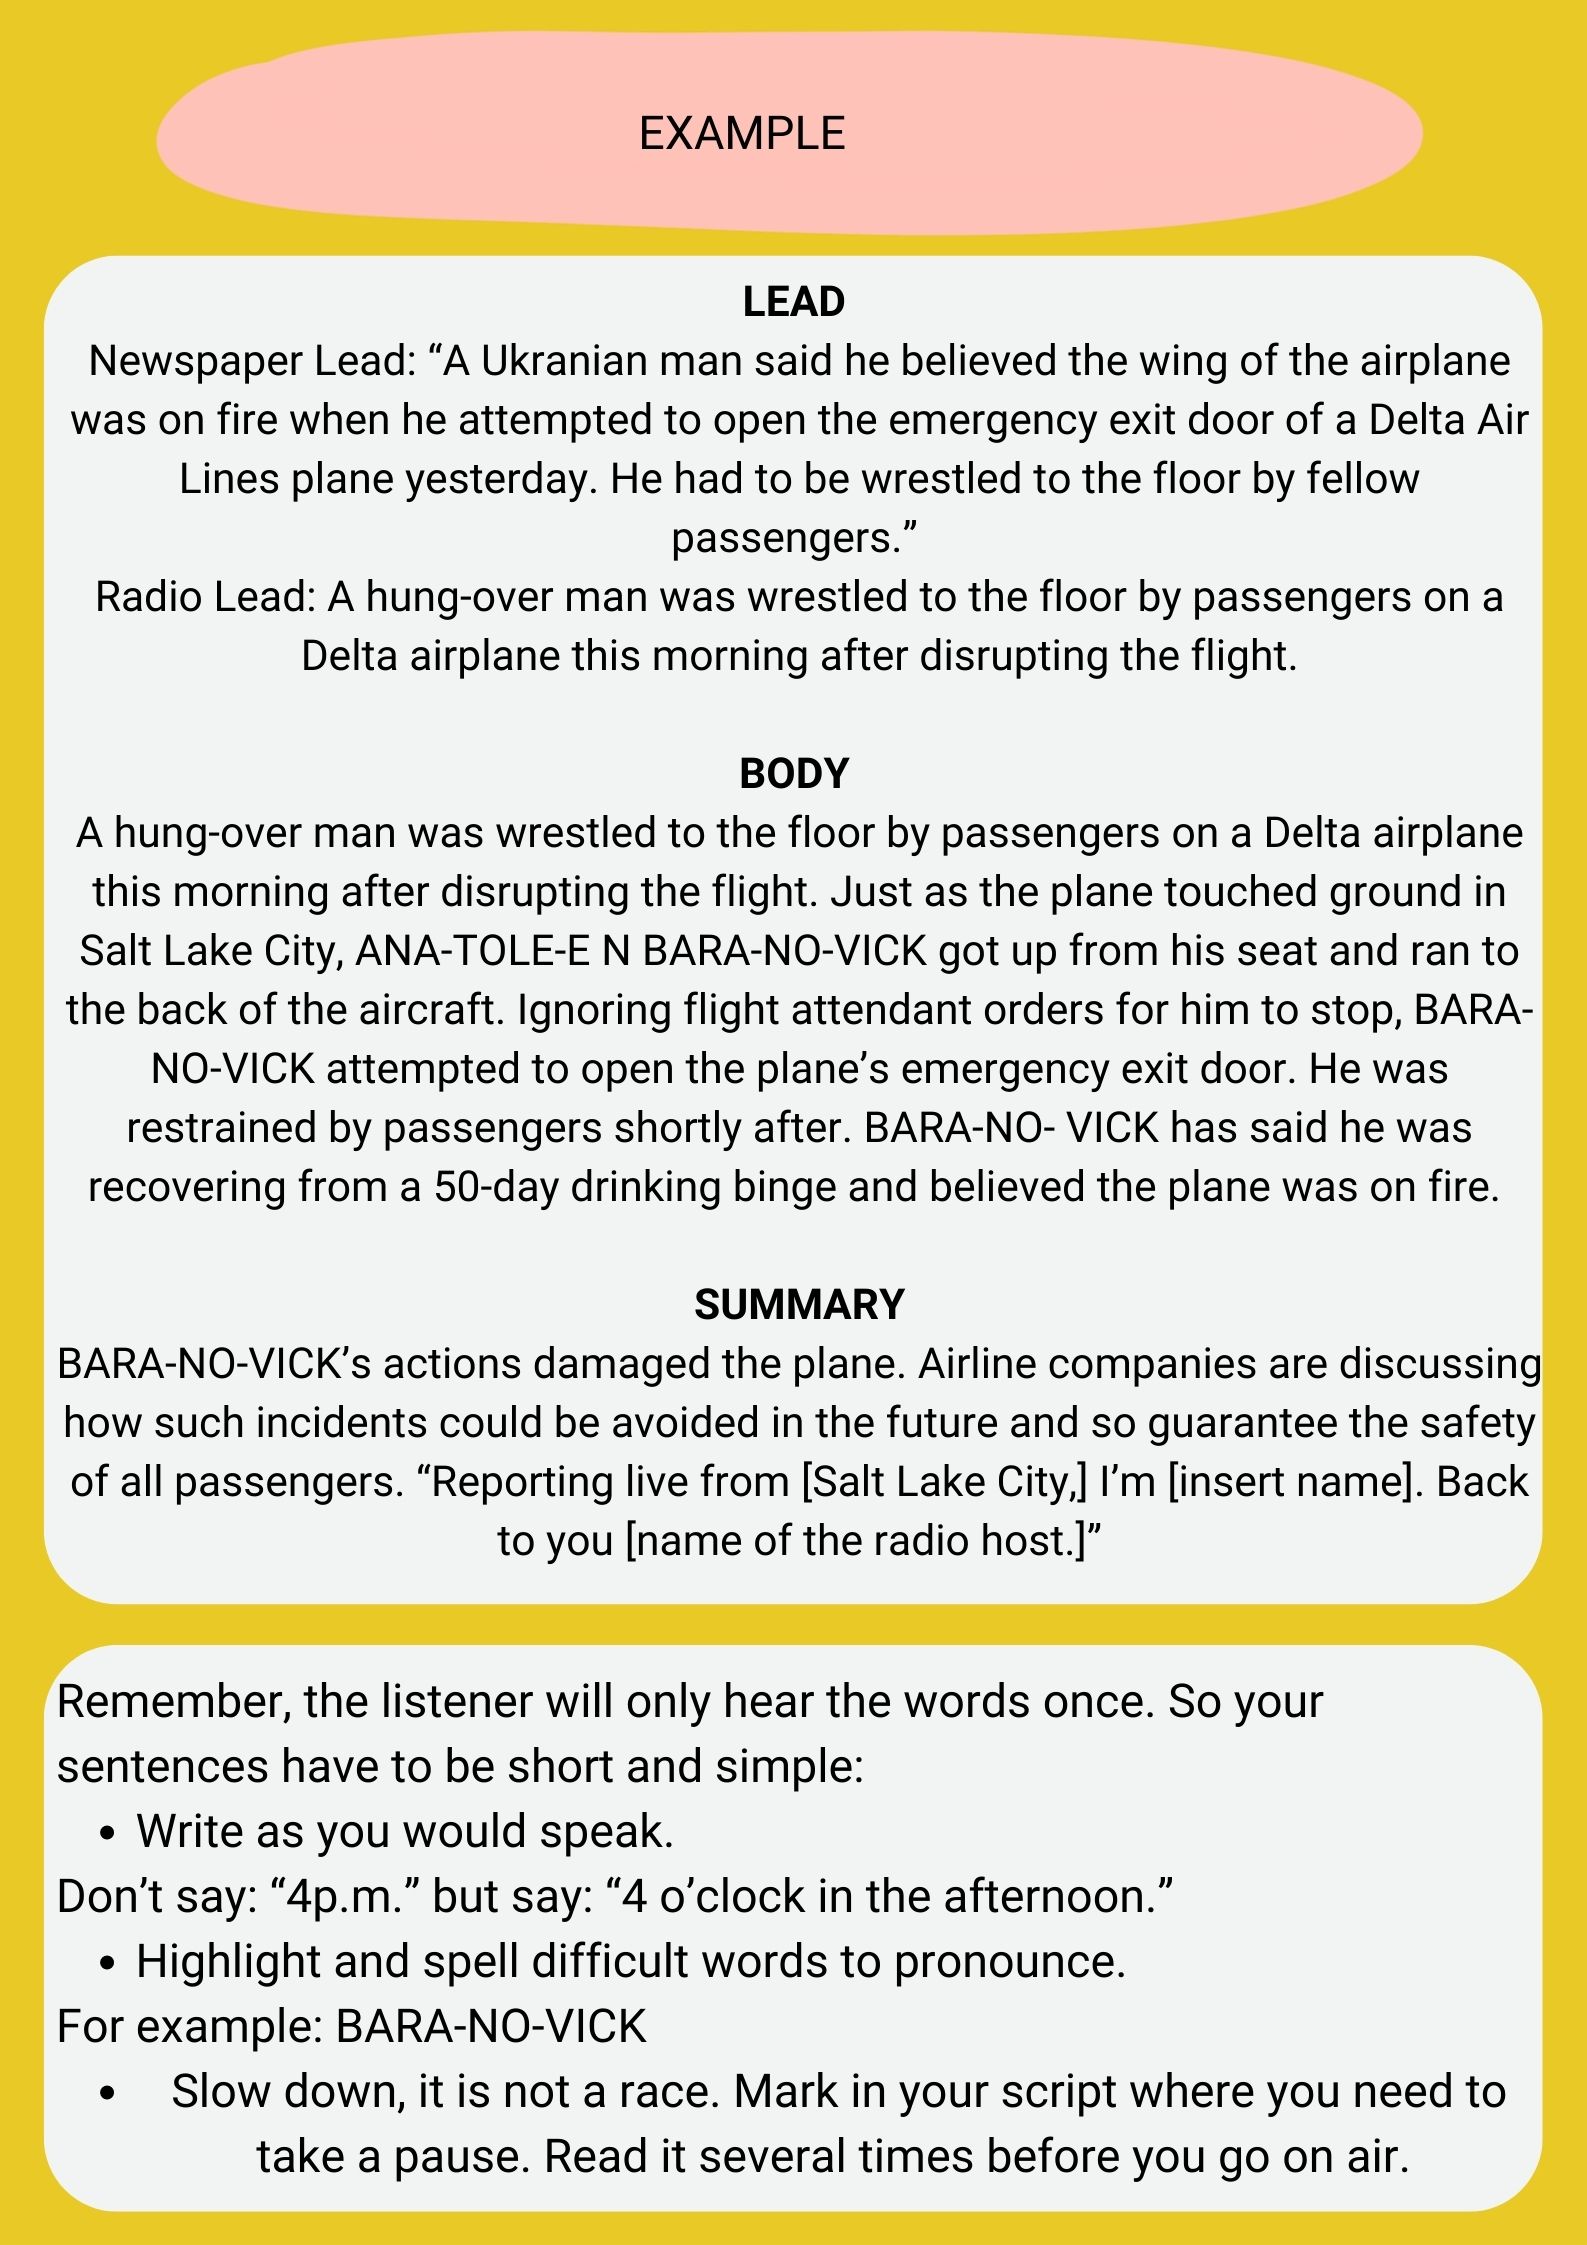 EXAMPLE
LEAD
Newspaper Lead: “A Ukranian man said he believed the wing of the airplane
was on fire when he attempted to open the emergency exit door of a Delta Air
Lines plane yesterday. He had to be wrestled to the floor by fellow
passengers.”
Radio Lead: A hung-over man was wrestled to the floor by passengers on a
Delta airplane this morning after disrupting the flight.
BODY
A hung-over man was wrestled to the floor by passengers on a Delta airplane
this morning after disrupting the flight. Just as the plane touched ground in
Salt Lake City, ANA-TOLE-E N BARA-NO-VICK got up from his seat and ran to
the back of the aircraft. Ignoring flight attendant orders for him to stop, BARA-
NO-VICK attempted to open the plane’s emergency exit door. He was
restrained by passengers shortly after. BARA-NO- VICK has said he was
recovering from a 50-day drinking binge and believed the plane was on fire.
SUMMARY
BARA-NO-VICK’s actions damaged the plane. Airline companies are discussing
how such incidents could be avoided in the future and so guarantee the safety
of all passengers. “Reporting live from [Salt Lake City,] I’m [insert name]. Back
to you [name of the radio host.]”
Remember, the listener will only hear the words once. So your
sentences have to be short and simple:
• Write as you would speak.
Don’t say: “4p.m.” but say: “4 o’clock in the afternoon.”
• Highlight and spell difficult words to pronounce.
For example: BARA-NO-VICK
• Slow down, it is not a race. Mark in your script where you need to
take a pause. Read it several times before you go on air.